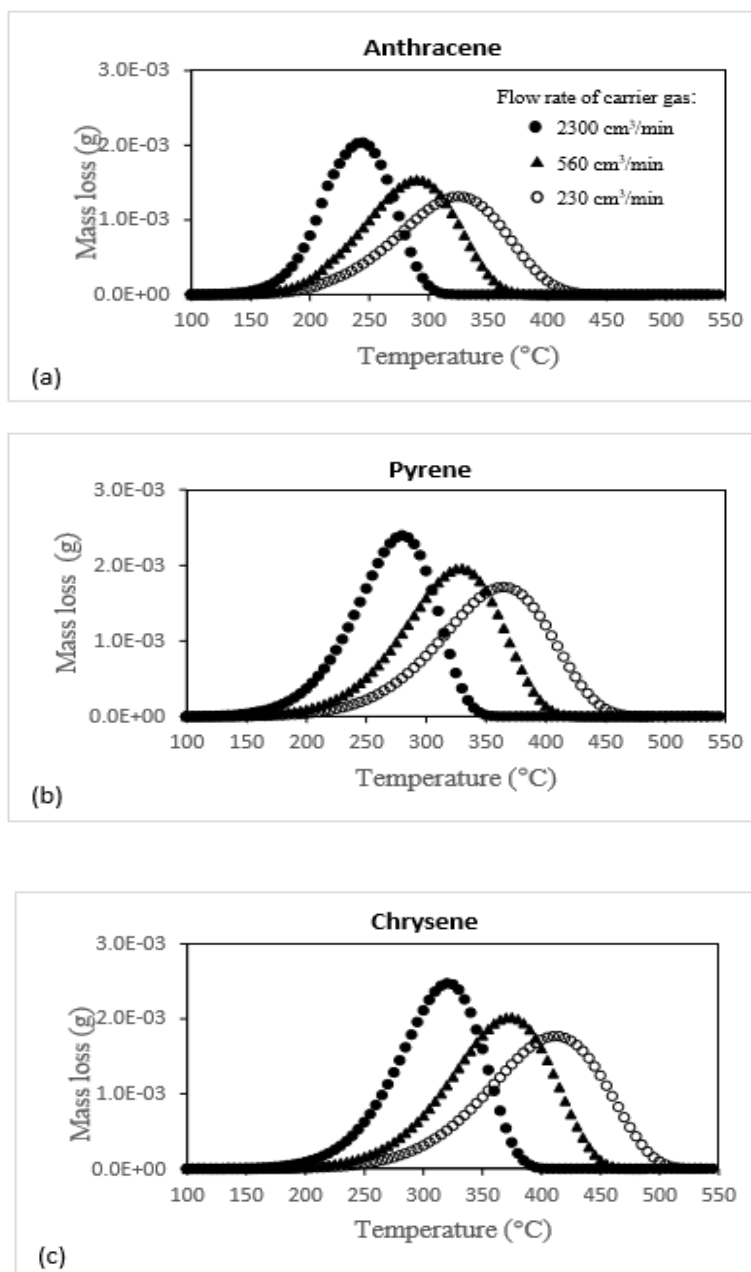 Anthracene
3.0E-03
2.0E-03
1.0E-03
0.0E+00
Mass loss (g)
Flow rate of carrier gas:
2300 cm³/min
560 cm³/min
230 cm³/min
100 150 200 250 300 350 400 450 500 550
Temperature (°C)
(a)
Pyrene
3.0E-03
2.0E-03
1.0E-03
0.0E+00
Mass loss (g)
100 150 200 250 300 350 400 450 500 550
Temperature (°C)
(b)
Chrysene
3.0E-03
2.0E-03
1.0E-03
0.0E+00
Mass loss (g)
100 150 200 250 300 350 400 450 500 550
Temperature (°C)
(c)